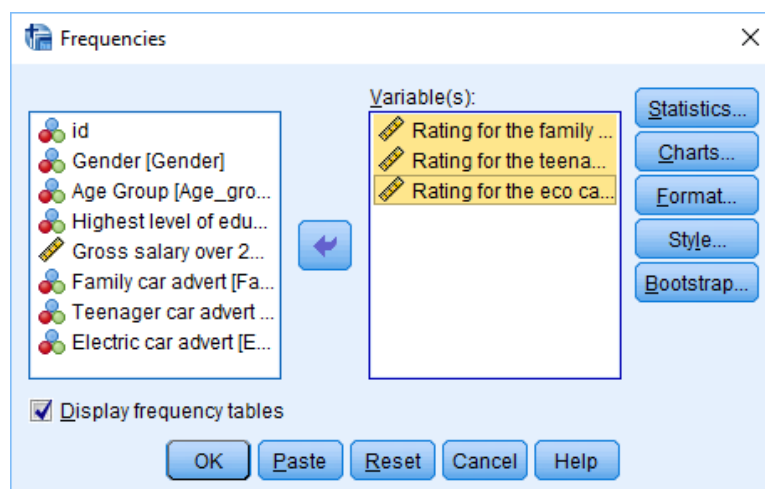 Frequencies
id
Gender [Gender]
Age Group [Age_gro...
Highest level of edu...
Gross salary over 2...
Family car advert [Fa...
Teenager car advert ...
Electric car advert [E...
Variable(s):
Rating for the family ...
Rating for the teena...
Rating for the eco ca...
Statistics...
Charts...
Format...
Style...
Bootstrap...
Display frequency tables
OK Paste Reset Cancel Help